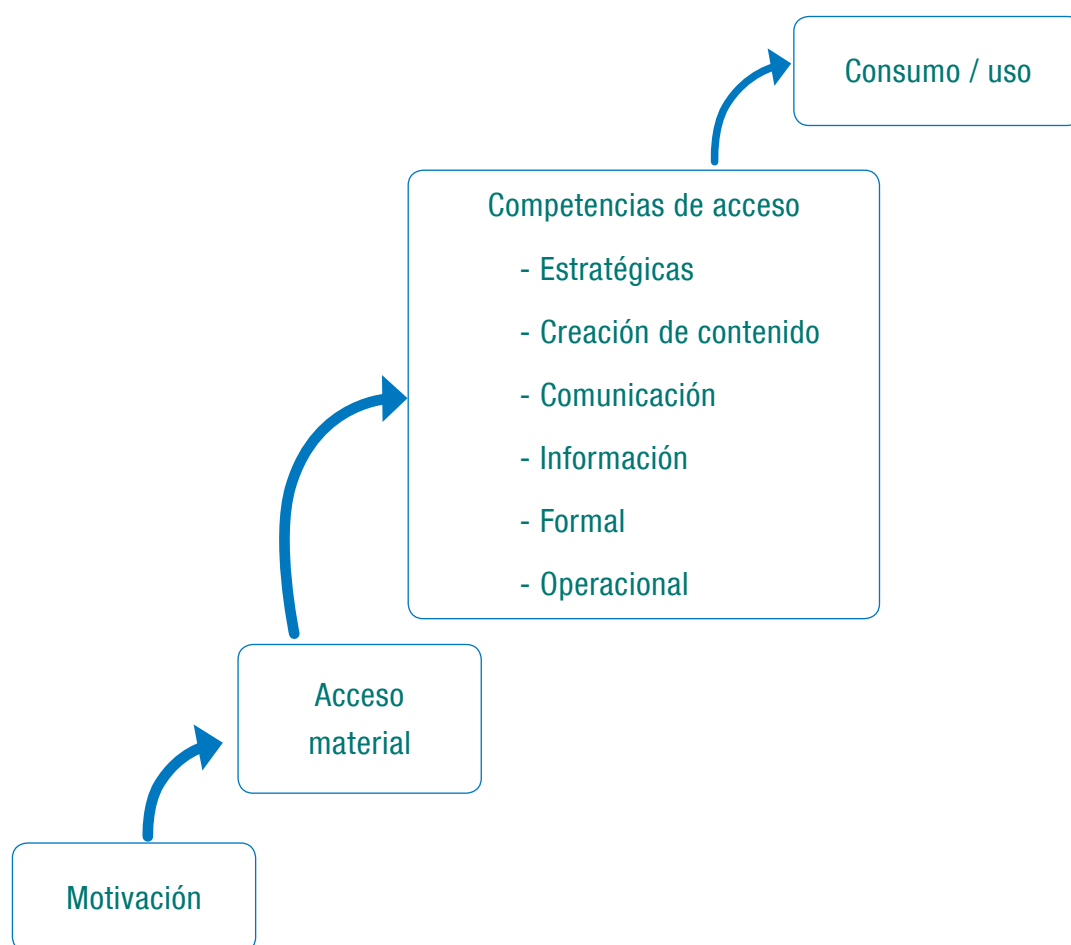 Consumo / uso
Competencias de acceso
- Estratégicas
- Creación de contenido
- Comunicación
- Información
- Formal
- Operacional
Acceso
material
Motivación